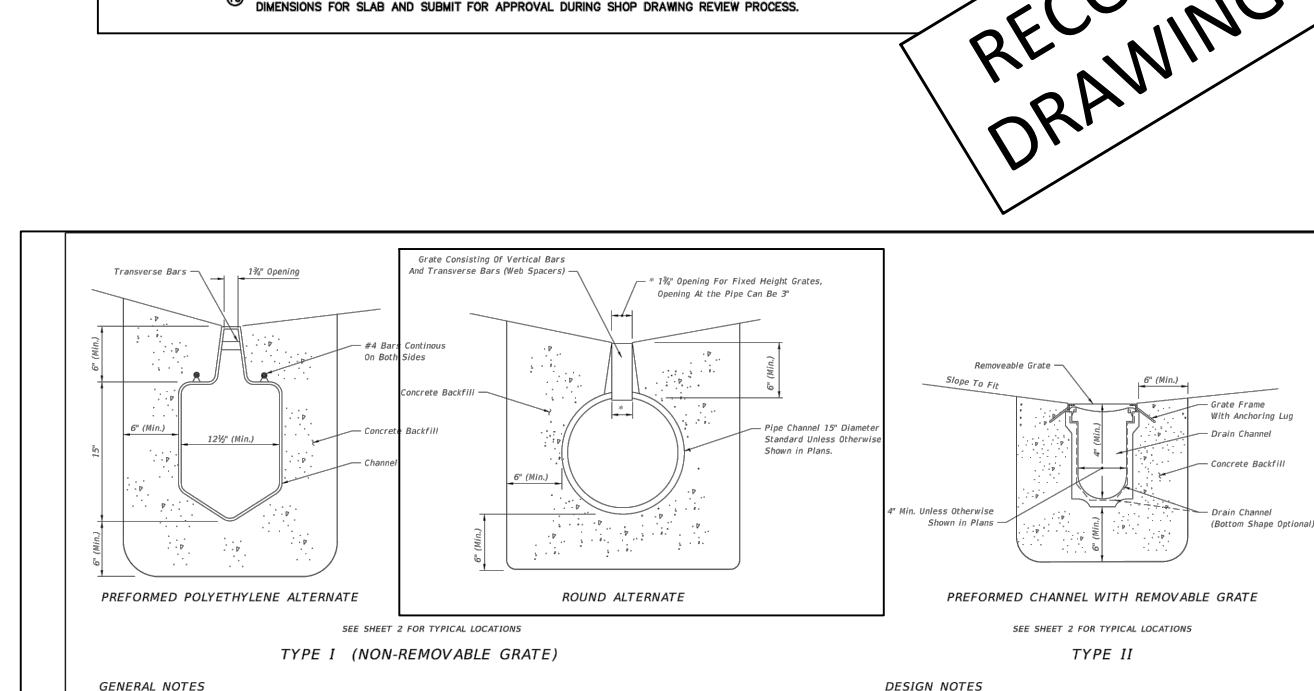 DIMENSIONS FOR SLAB AND SUBMIT FOR APPROVAL DURING SHOP DRAWING REVIEW PROCESS.
DRAWING
Transverse Bars
1¾" Opening
6" (Min.)
#4 Bars Continous
On Both Sides
6" (Min.)
12½" (Min.)
15"
Concrete Backfill
Channel
6" (Min.)
PREFORMED POLYETHYLENE ALTERNATE
Grate Consisting Of Vertical Bars
And Transverse Bars (Web Spacers)
* 1¾" Opening For Fixed Height Grates,
Opening At the Pipe Can Be 3"
6" (Min.)
Concrete Backfill
*
Pipe Channel 15" Diameter
Standard Unless Otherwise
Shown in Plans.
6" (Min.)
6" (Min.)
ROUND ALTERNATE
SEE SHEET 2 FOR TYPICAL LOCATIONS
TYPE I (NON-REMOVABLE GRATE)
Removeable Grate
Slope To Fit
6" (Min.)
Grate Frame
With Anchoring Lug
Drain Channel
4" (Min.)
Concrete Backfill
4" Min. Unless Otherwise
Shown in Plans
Drain Channel
(Bottom Shape Optional)
6" (Min.)
PREFORMED CHANNEL WITH REMOVABLE GRATE
SEE SHEET 2 FOR TYPICAL LOCATIONS
TYPE II
GENERAL NOTES
DESIGN NOTES